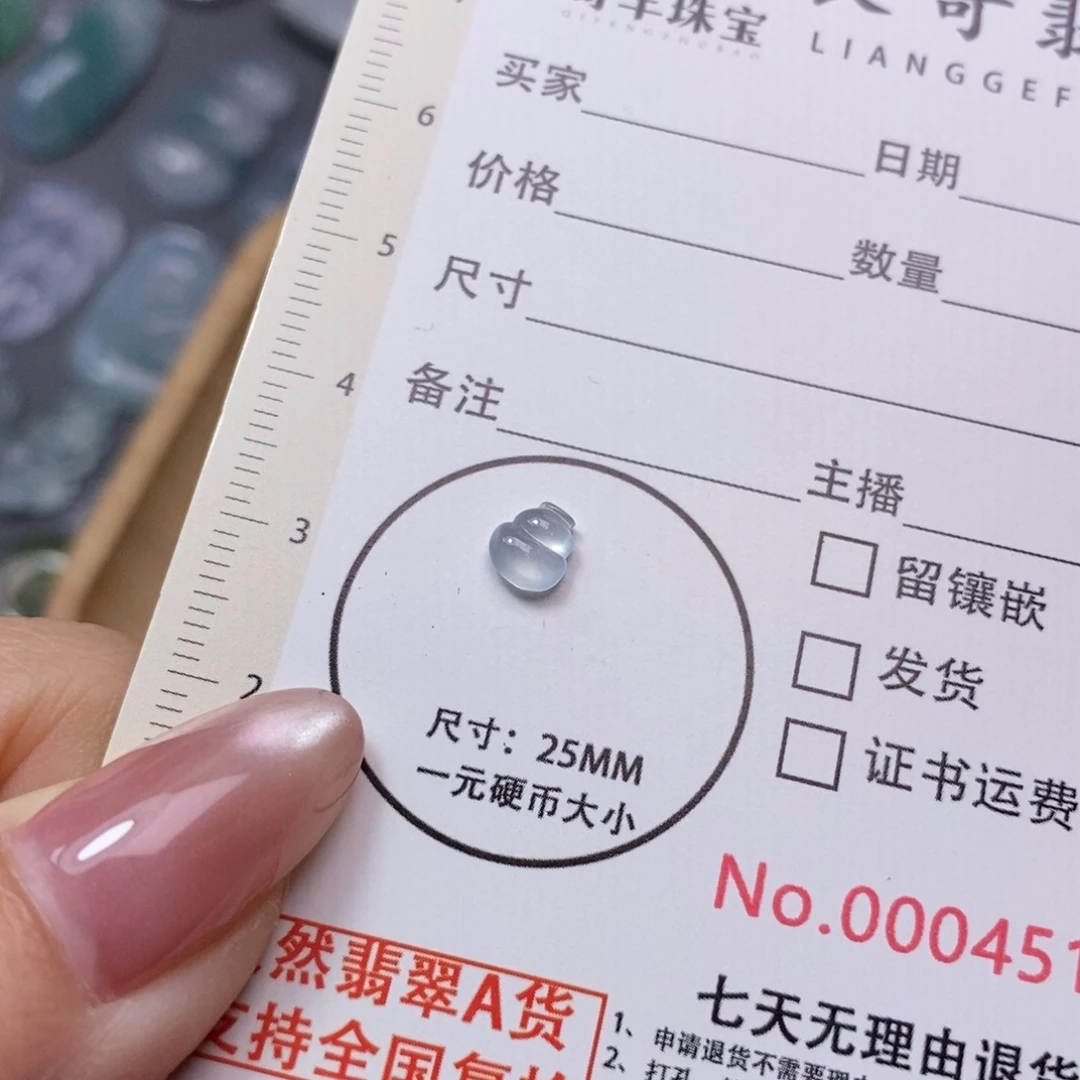 珠宝
LIANGGEF
买家
日期
价格
数量
尺寸
备注
主播
留镶嵌
发货
证书运费
6
5
4
3
2
尺寸：25MM
一元硬币大小
No.000451
然翡翠A货
支持全国复检
七天无理由退货
1、申请退货不需要理由
2、打孔